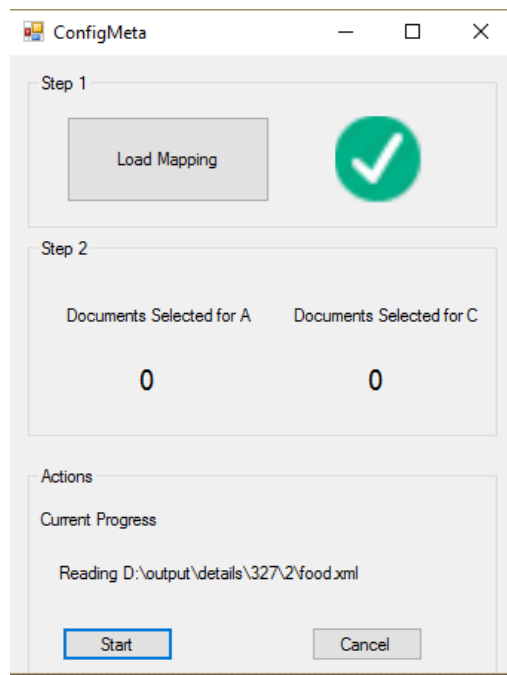 ConfigMeta
Step 1
Load Mapping
Step 2
Documents Selected for A Documents Selected for C
0 0
Actions
Current Progress
Reading D:\output\details\327\2\food.xml
Start Cancel